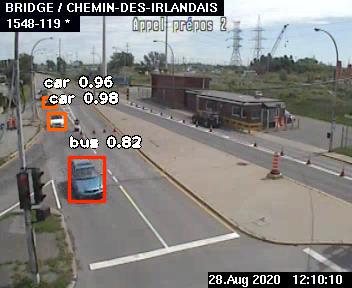 BRIDGE / CHEMIN-DES-IRLANDAIS
1548-119 *
Appel-prépos 2
car 0.96
car 0.98
bus 0.82
28.Aug 2020 12:10:10